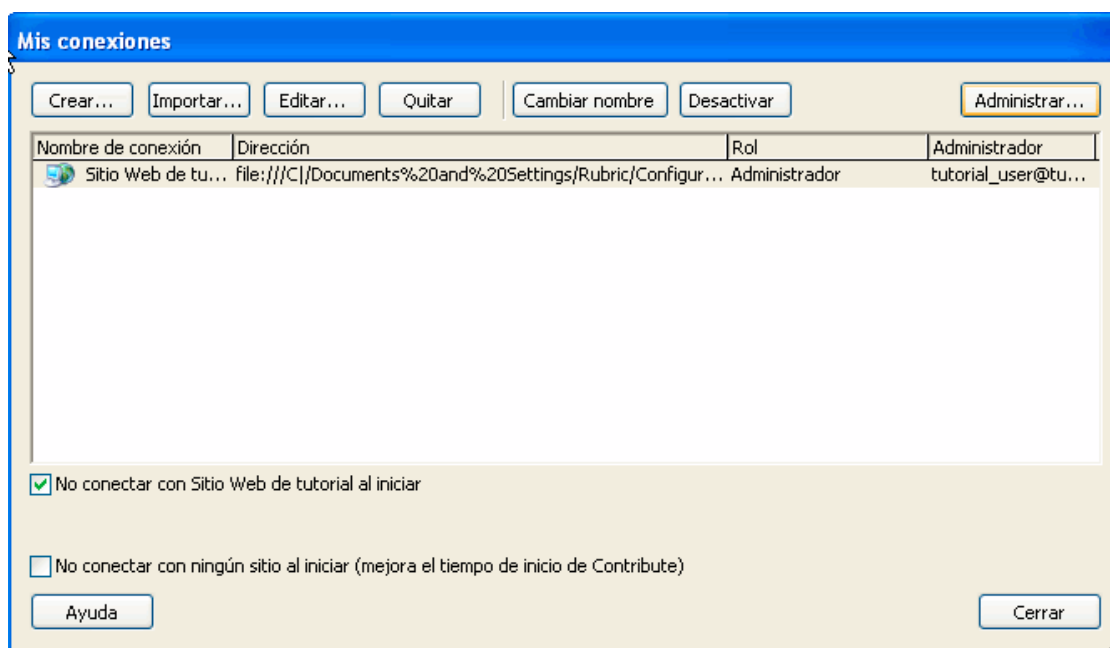 Mis conexiones
Crear... Importar... Editar... Quitar Cambiar nombre Desactivar Administrar...
Nombre de conexión Dirección Rol Administrador
Sitio Web de tu... file:///C|/Documents%20and%20Settings/Rubric/Configur... Administrador tutorial_user@tu...
No conectar con Sitio Web de tutorial al iniciar
No conectar con ningún sitio al iniciar (mejora el tiempo de inicio de Contribute)
Ayuda Cerrar